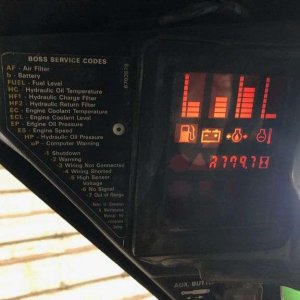 BOSS SERVICE CODES
AF - Air Filter
b - Battery
FUEL - Fuel Level
HC - Hydraulic Oil Temperature
HF1 - Hydraulic Charge Filter
HF2 - Hydraulic Return Filter
EC - Engine Coolant Temperature
ECL - Engine Coolant Level
EP - Engine Oil Pressure
ES - Engine Speed
HP - Hydraulic Oil Pressure
oP - Computer Warning
-1 Shutdown
-2 Warning
-3 Wiring Not Connected
-4 Wiring Shorted
-5 High Sensor
Voltage
-6 No Signal
-7 Out of Range